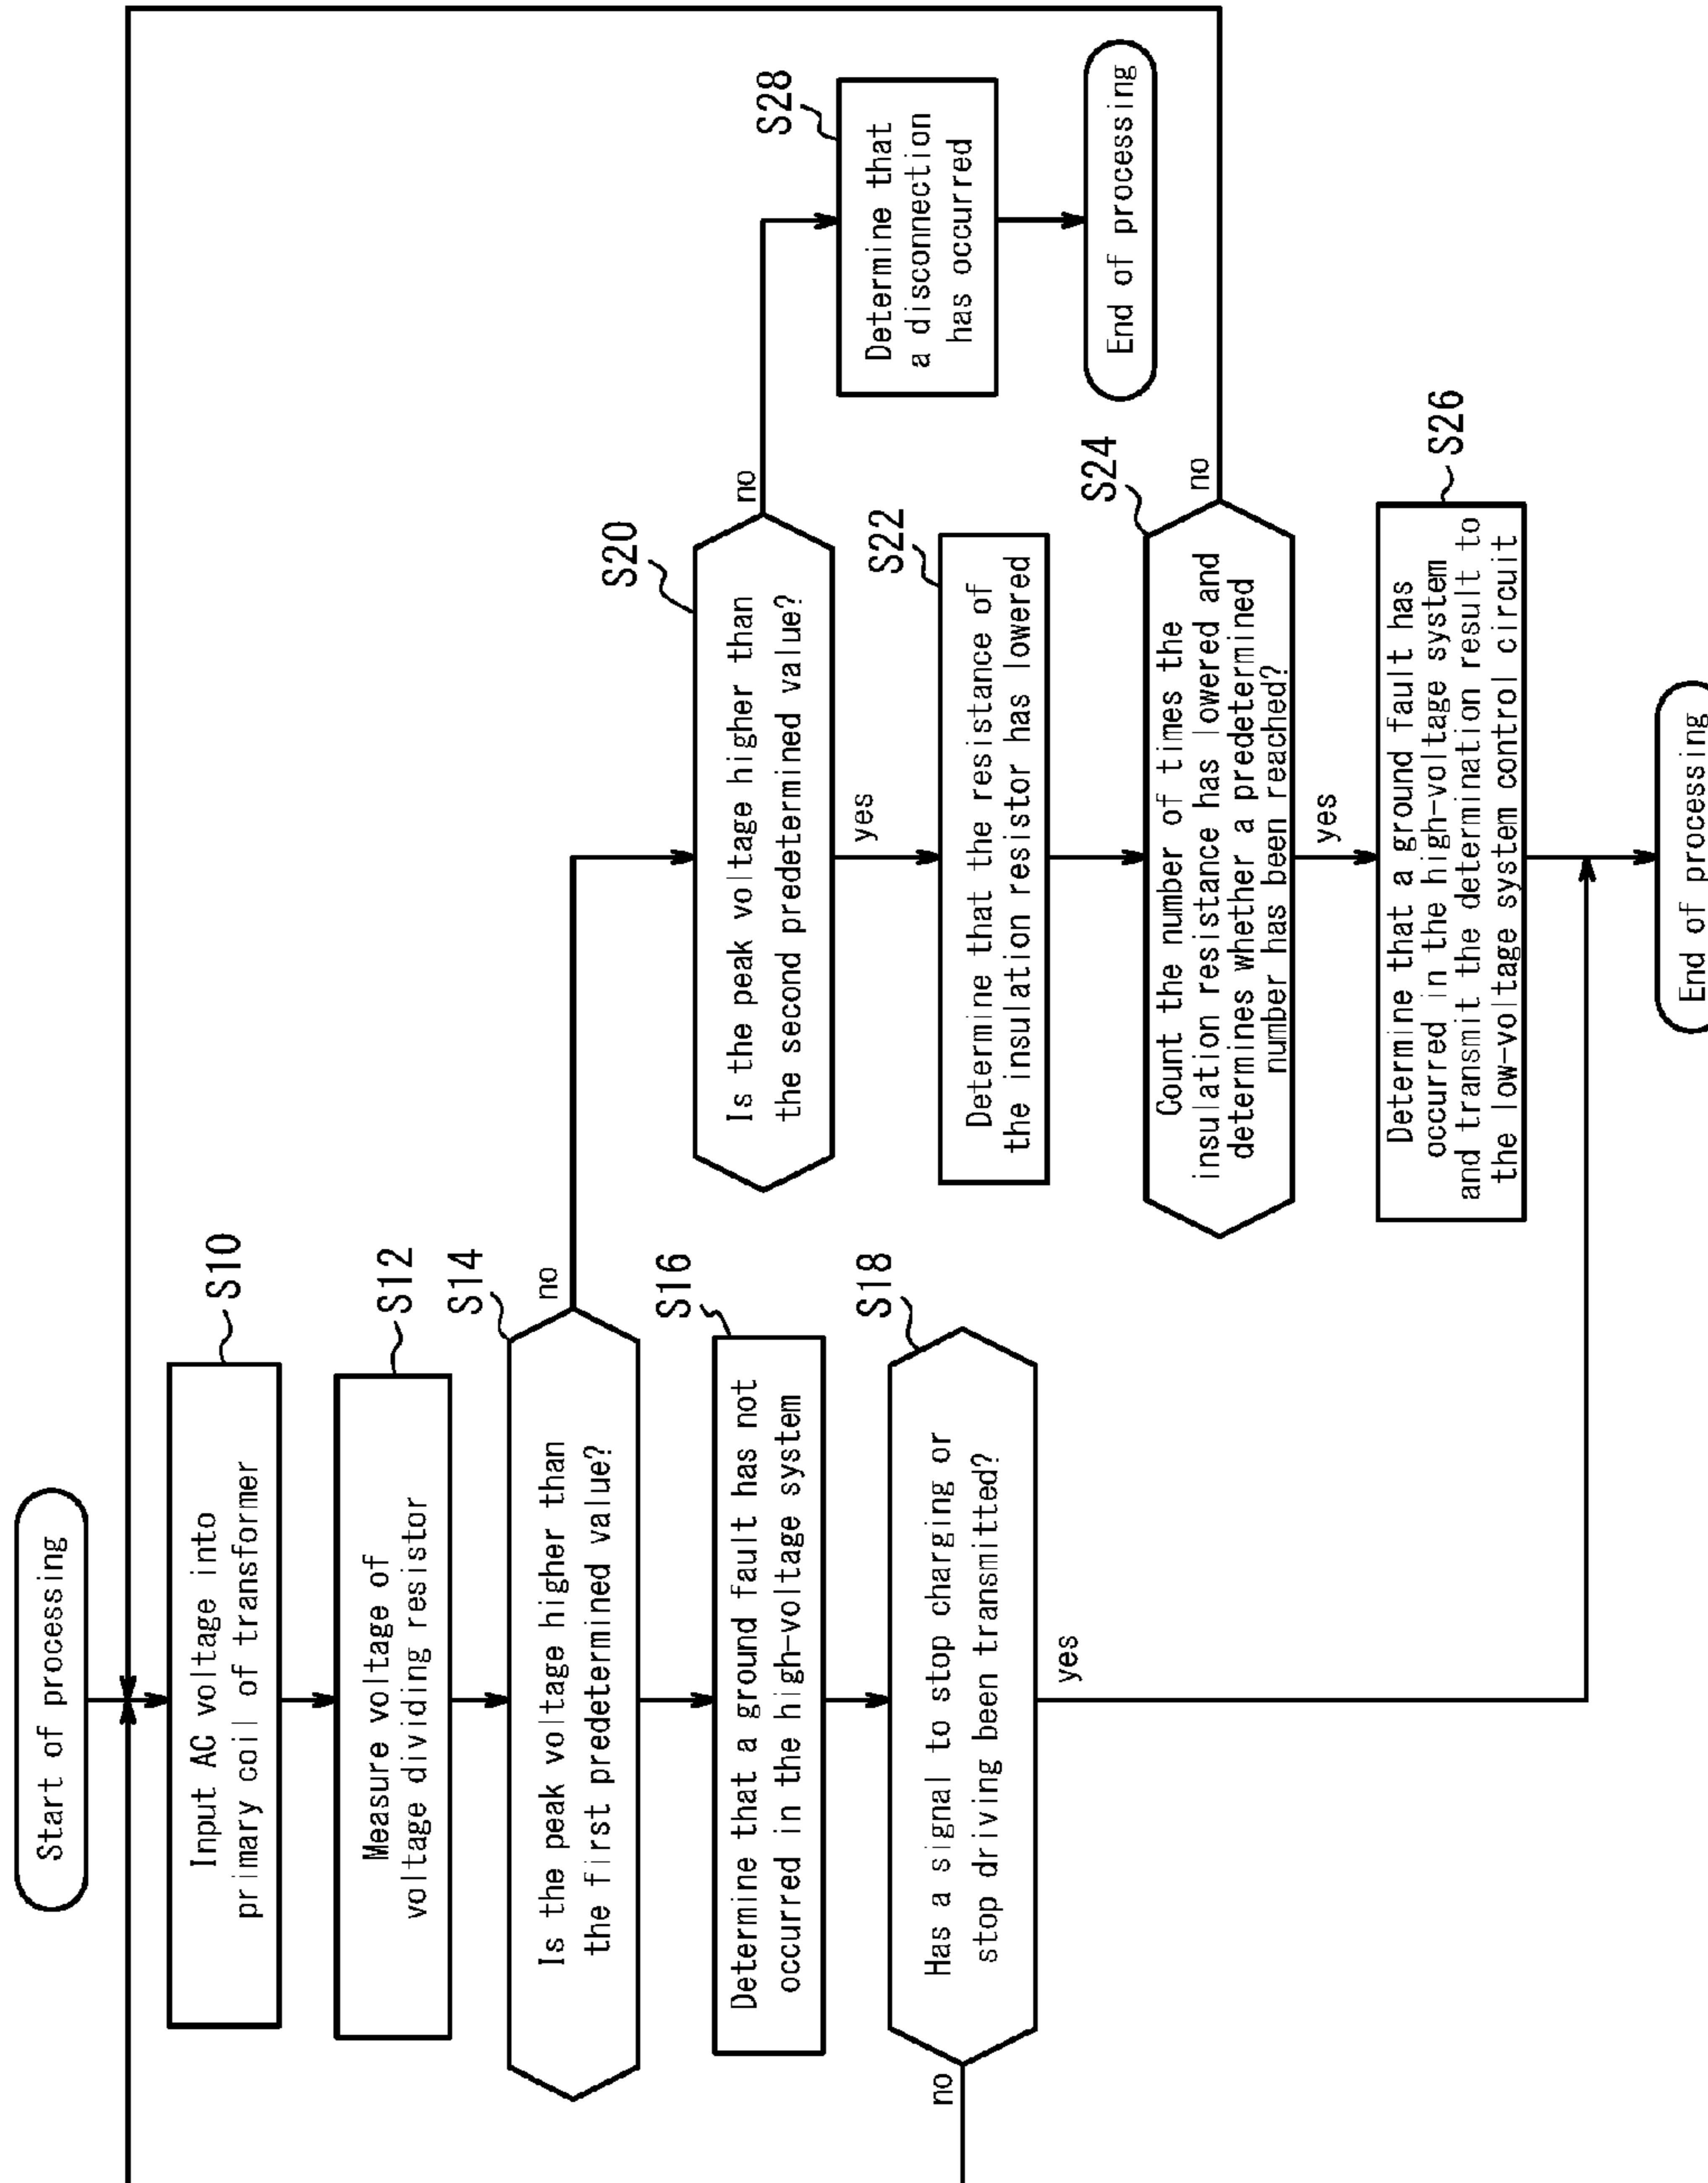 Start of processing
Input AC voltage into
primary coil of transformer
S10
Measure voltage of
voltage dividing resistor
S12
Is the peak voltage higher than
the first predetermined value?
S14
no
Determine that a ground fault has not
occurred in the high-voltage system
S16
Has a signal to stop charging or
stop driving been transmitted?
S18
no
yes
Is the peak voltage higher than
the second predetermined value?
S20
no
yes
Determine that the resistance of
the insulation resistor has lowered
S22
Count the number of times the
insulation resistance has lowered and
determines whether a predetermined
number has been reached?
S24
no
yes
Determine that a ground fault has
occurred in the high-voltage system
and transmit the determination result to
the low-voltage system control circuit
S26
End of processing
Determine that
a disconnection
has occurred
S28
End of processing